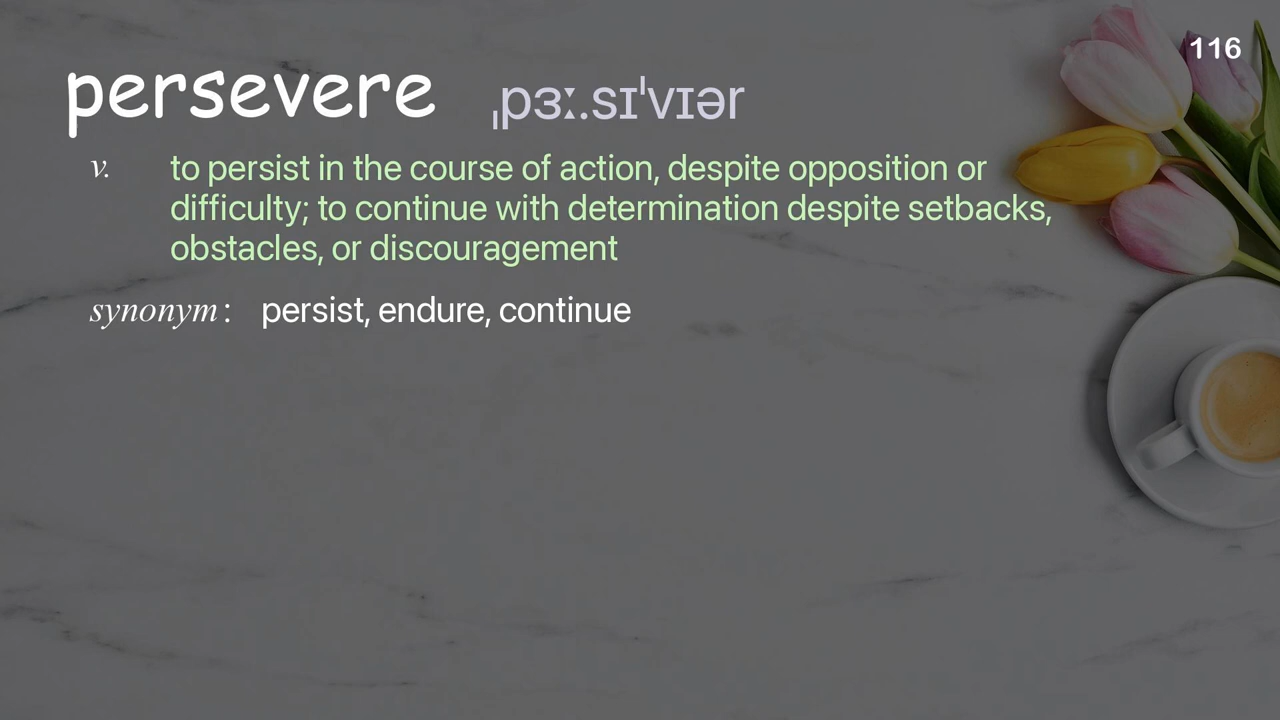 116
persevere ˌpɜː.sɪˈvɪər
v. to persist in the course of action, despite opposition or
difficulty; to continue with determination despite setbacks,
obstacles, or discouragement
synonym: persist, endure, continue